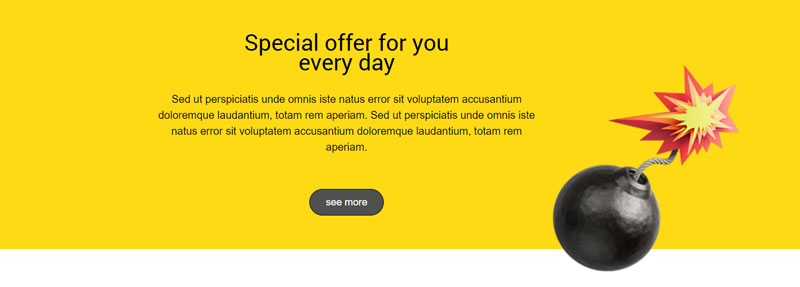 Special offer for you
every day
Sed ut perspiciatis unde omnis iste natus error sit voluptatem accusantium
doloremque laudantium, totam rem aperiam. Sed ut perspiciatis unde omnis iste
natus error sit voluptatem accusantium doloremque laudantium, totam rem
aperiam.
see more